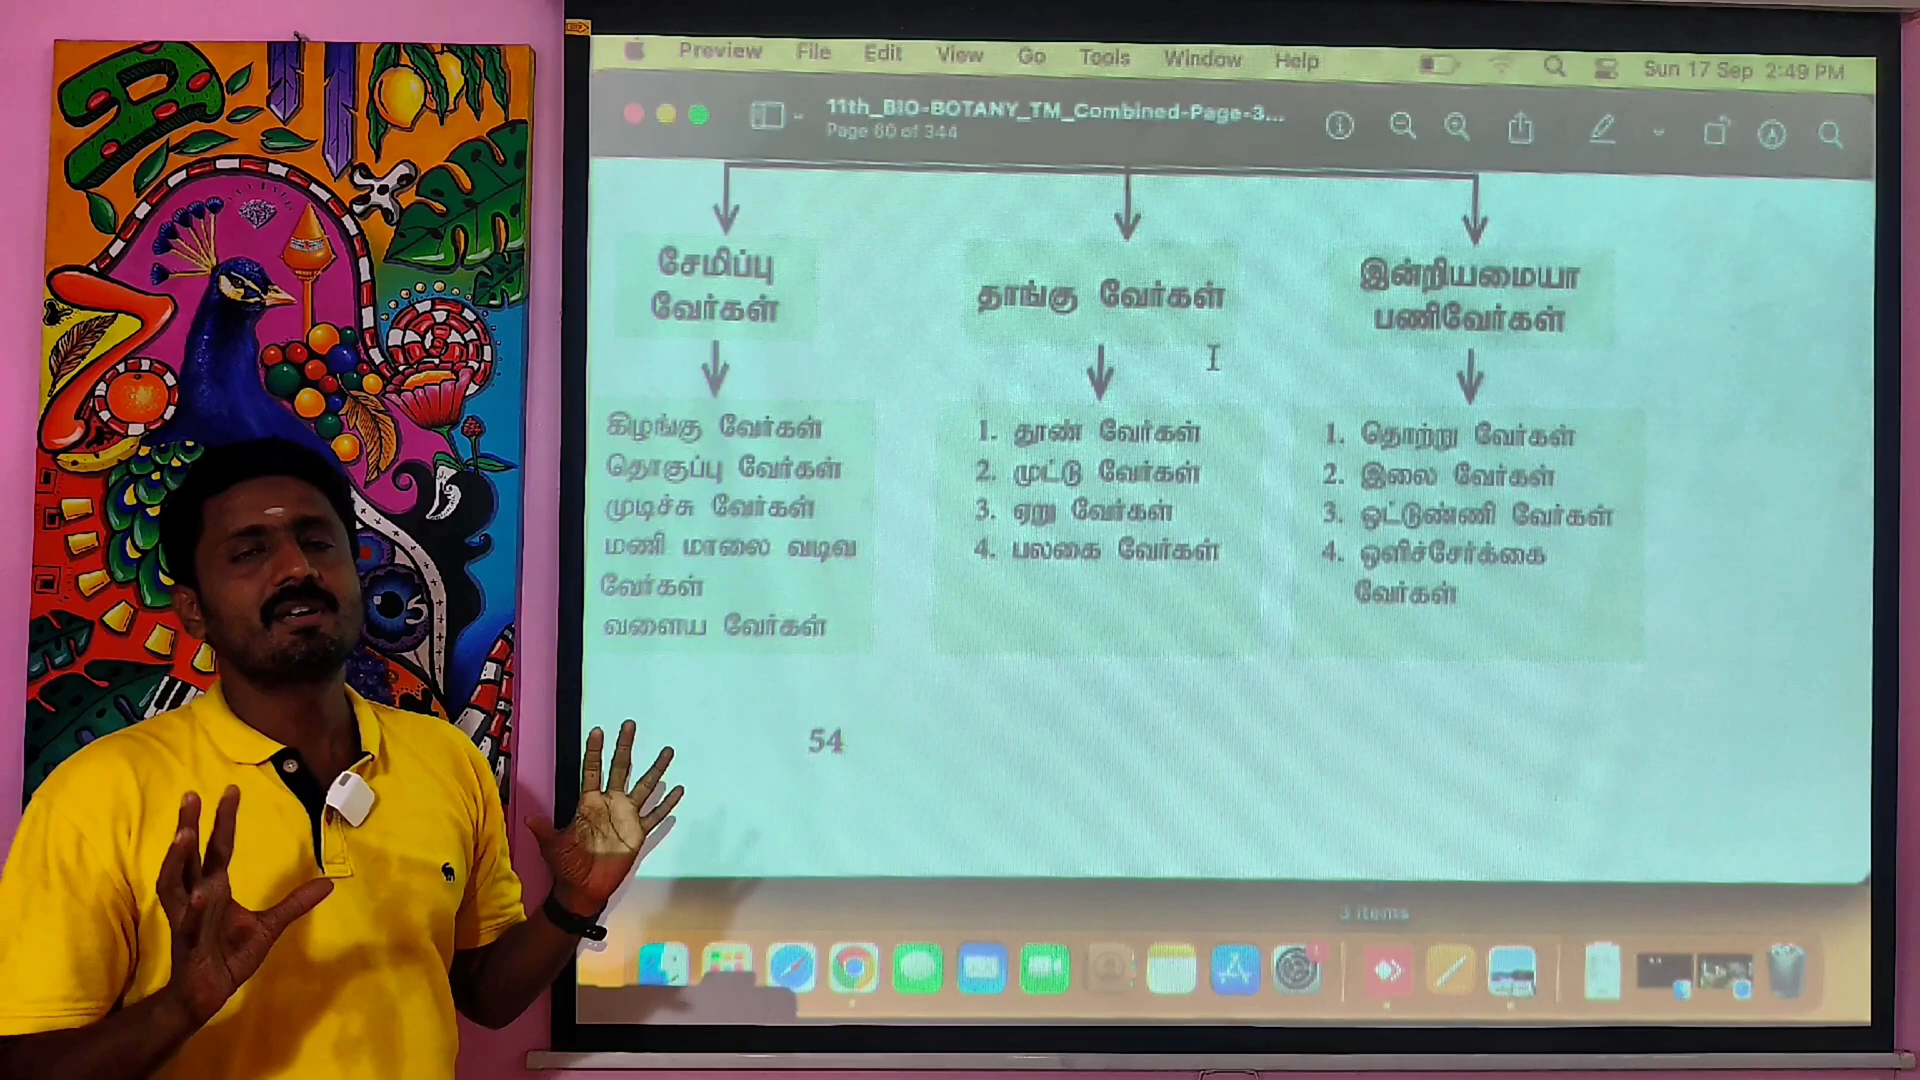 Preview File Edit View Go Tools Window Help Sun 17 Sep 2:49 PM
11th_BIO-BOTANY_TM_Combined-Page-3...
Page 60 of 344
சேமிப்பு
வேர்கள்
தாங்கு வேர்கள்
இன்றியமையா
பணிவேர்கள்
கிழங்கு வேர்கள்
தொகுப்பு வேர்கள்
முடிச்சு வேர்கள்
மணி மாலை வடிவ
வேர்கள்
வளைய வேர்கள்
1. தூண் வேர்கள்
2. முட்டு வேர்கள்
3. ஏறு வேர்கள்
4. பலகை வேர்கள்
1. தொற்று வேர்கள்
2. இலை வேர்கள்
3. ஒட்டுண்ணி வேர்கள்
4. ஒளிச்சேர்க்கை
வேர்கள்
54
3 items